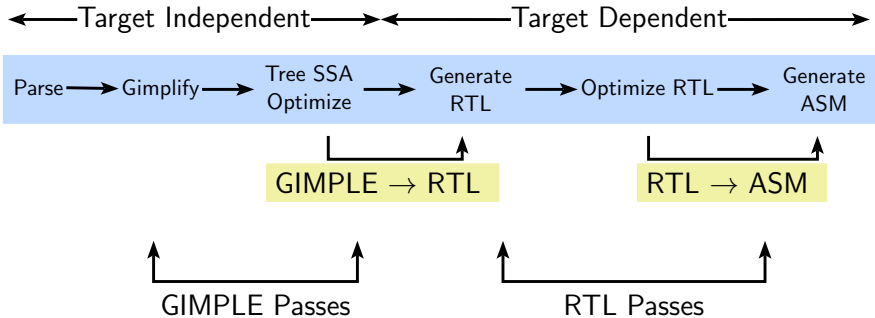 Target Independent Target Dependent
Parse Gimplify Tree SSA Optimize Generate RTL Optimize RTL Generate ASM
GIMPLE → RTL RTL → ASM
GIMPLE Passes RTL Passes